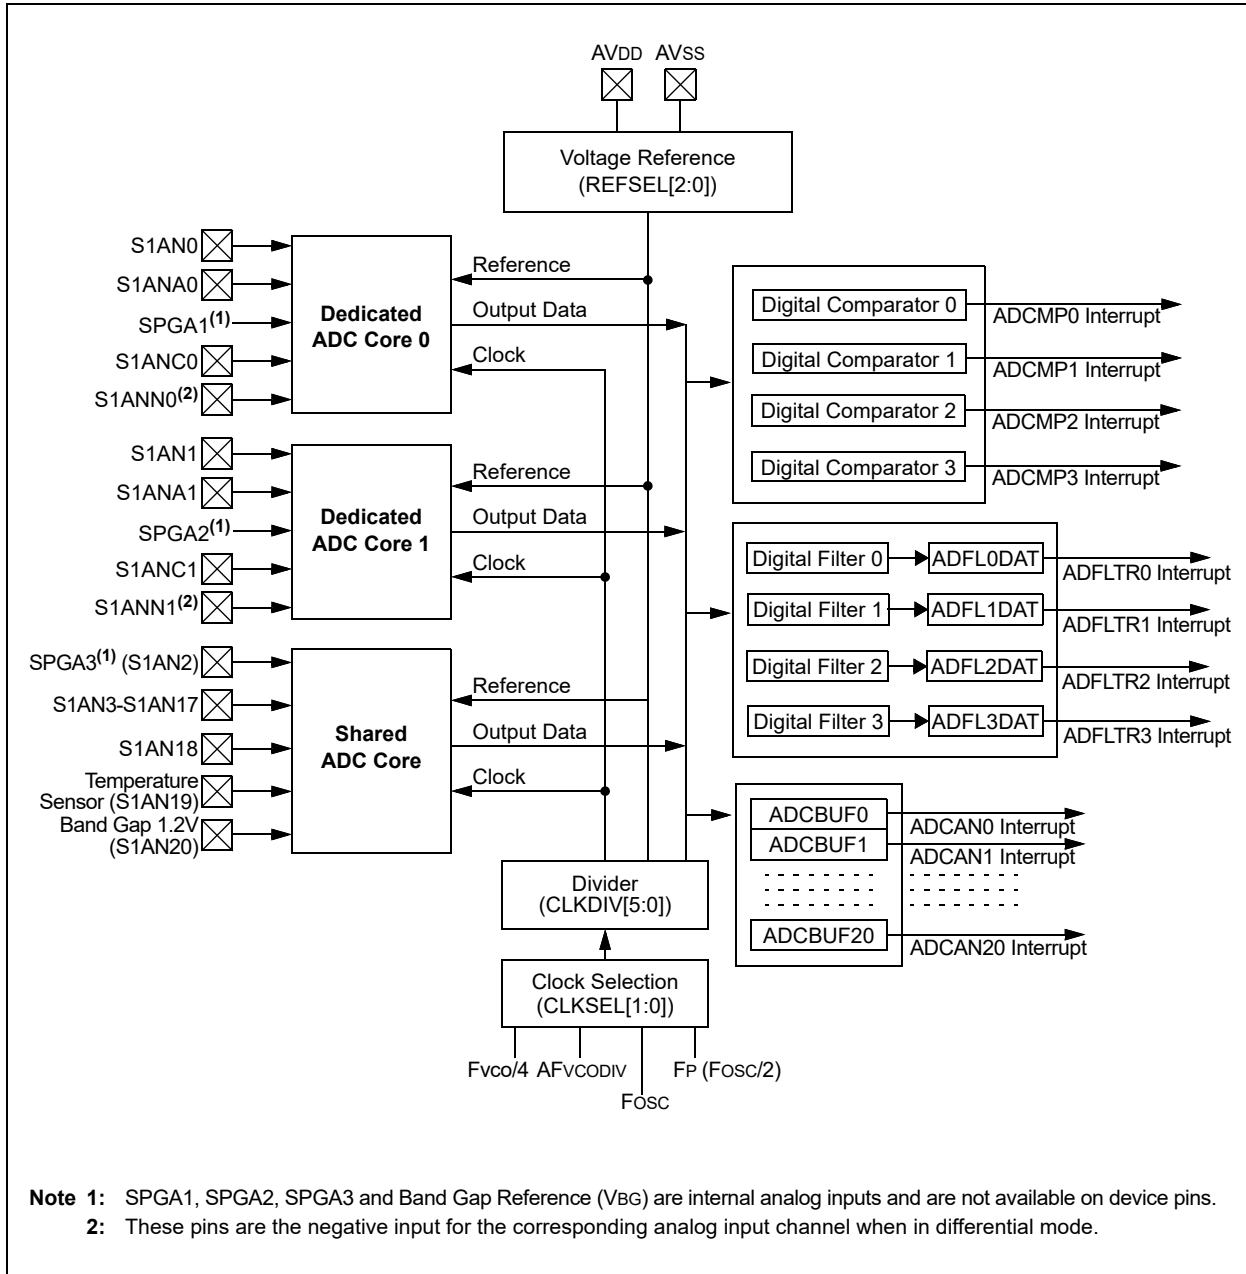 AVDD AVSS
Voltage Reference
(REFSEL[2:0])
S1AN0
S1ANA0
SPGA1(1)
S1ANC0
S1ANN0(2)
Dedicated
ADC Core 0
Reference
Output Data
Clock
S1AN1
S1ANA1
SPGA2(1)
S1ANC1
S1ANN1(2)
Dedicated
ADC Core 1
Reference
Output Data
Clock
SPGA3(1) (S1AN2)
S1AN3-S1AN17
S1AN18
Temperature
Sensor (S1AN19)
Band Gap 1.2V
(S1AN20)
Shared
ADC Core
Reference
Output Data
Clock
Digital Comparator 0
ADCMP0 Interrupt
Digital Comparator 1
ADCMP1 Interrupt
Digital Comparator 2
ADCMP2 Interrupt
Digital Comparator 3
ADCMP3 Interrupt
Digital Filter 0
ADFL0DAT
ADFLTR0 Interrupt
Digital Filter 1
ADFL1DAT
ADFLTR1 Interrupt
Digital Filter 2
ADFL2DAT
ADFLTR2 Interrupt
Digital Filter 3
ADFL3DAT
ADFLTR3 Interrupt
ADCBUF0
ADCAN0 Interrupt
ADCBUF1
ADCAN1 Interrupt
ADCBUF20
ADCAN20 Interrupt
Divider
(CLKDIV[5:0])
Clock Selection
(CLKSEL[1:0])
Fvco/4 AFVCODIV FP (FOSC/2)
FOSC
Note 1: SPGA1, SPGA2, SPGA3 and Band Gap Reference (VBG) are internal analog inputs and are not available on device pins.
2: These pins are the negative input for the corresponding analog input channel when in differential mode.